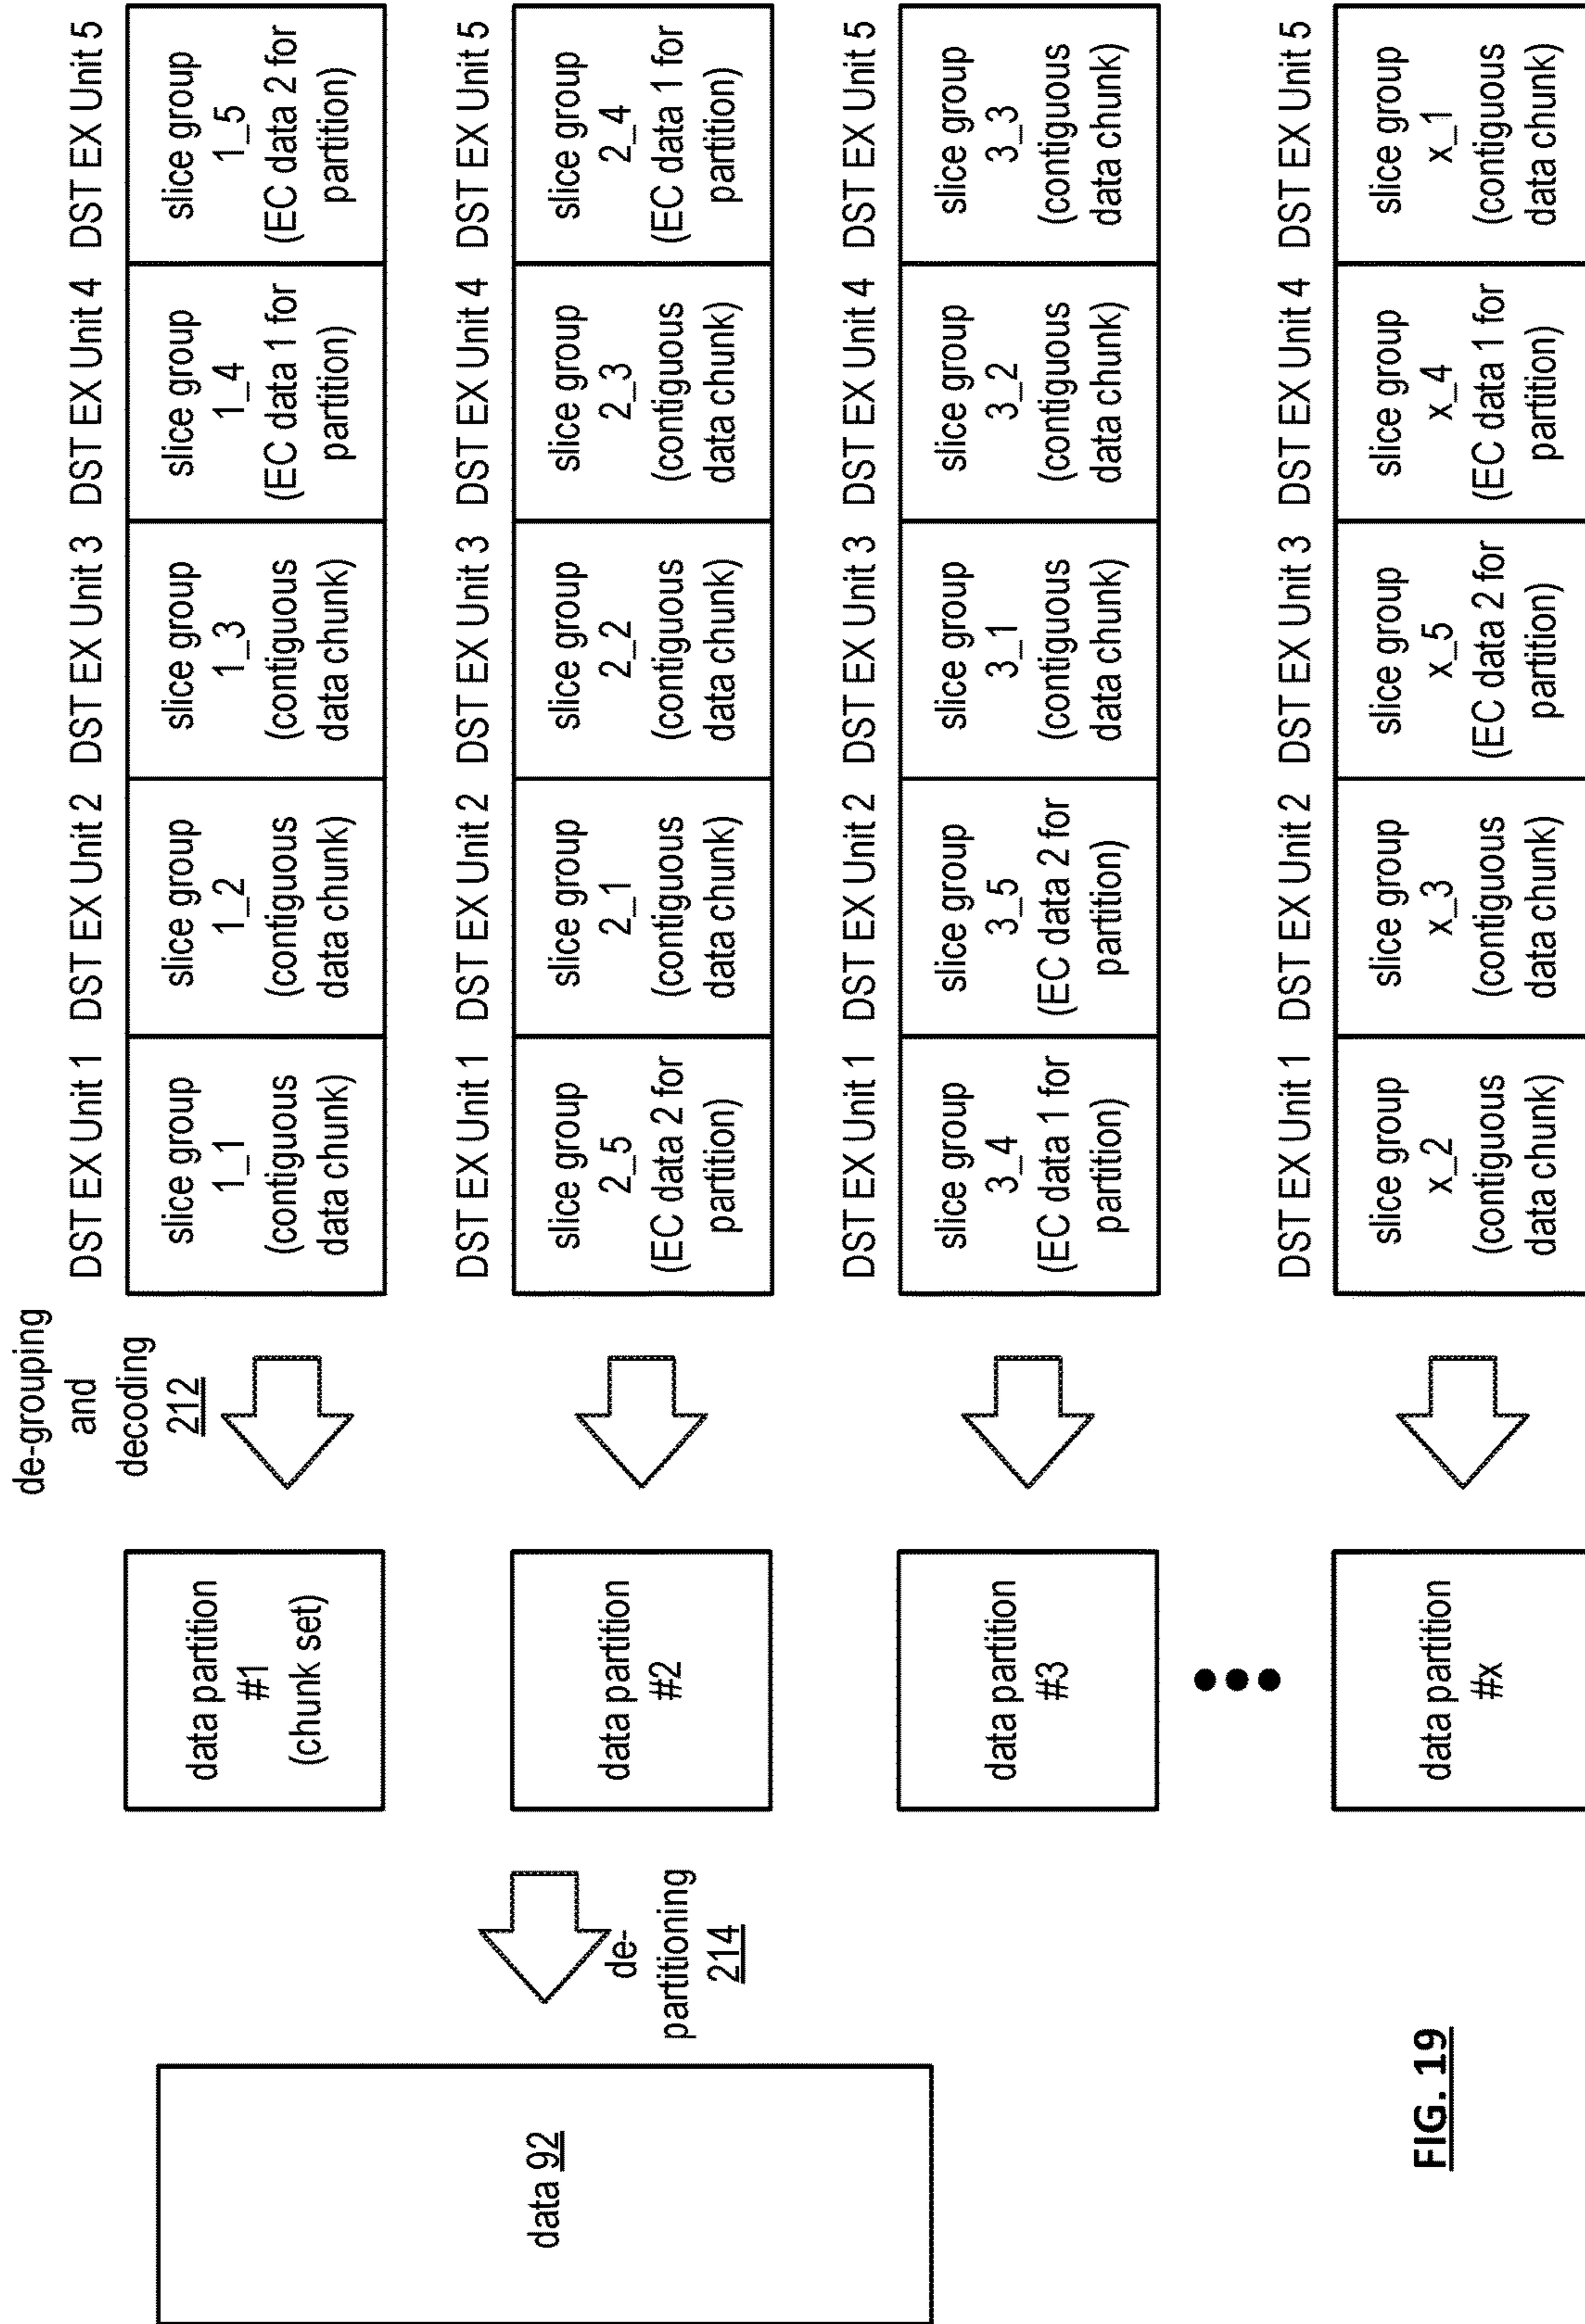 de-grouping
and
decoding
212
DST EX Unit 1 DST EX Unit 2 DST EX Unit 3 DST EX Unit 4 DST EX Unit 5
data partition
#1
(chunk set)
slice group
1_1
(contiguous
data chunk)
slice group
1_2
(contiguous
data chunk)
slice group
1_3
(contiguous
data chunk)
slice group
1_4
(EC data 1 for
partition)
slice group
1_5
(EC data 2 for
partition)
data 92
de-
partitioning
214
DST EX Unit 1 DST EX Unit 2 DST EX Unit 3 DST EX Unit 4 DST EX Unit 5
data partition
#2
slice group
2_5
(EC data 2 for
partition)
slice group
2_1
(contiguous
data chunk)
slice group
2_2
(contiguous
data chunk)
slice group
2_3
(contiguous
data chunk)
slice group
2_4
(EC data 1 for
partition)
DST EX Unit 1 DST EX Unit 2 DST EX Unit 3 DST EX Unit 4 DST EX Unit 5
data partition
#3
slice group
3_4
(EC data 1 for
partition)
slice group
3_5
(EC data 2 for
partition)
slice group
3_1
(contiguous
data chunk)
slice group
3_2
(contiguous
data chunk)
slice group
3_3
(contiguous
data chunk)
DST EX Unit 1 DST EX Unit 2 DST EX Unit 3 DST EX Unit 4 DST EX Unit 5
data partition
#x
slice group
x_2
(contiguous
data chunk)
slice group
x_3
(contiguous
data chunk)
slice group
x_5
(EC data 2 for
partition)
slice group
x_4
(EC data 1 for
partition)
slice group
x_1
(contiguous
data chunk)
FIG. 19